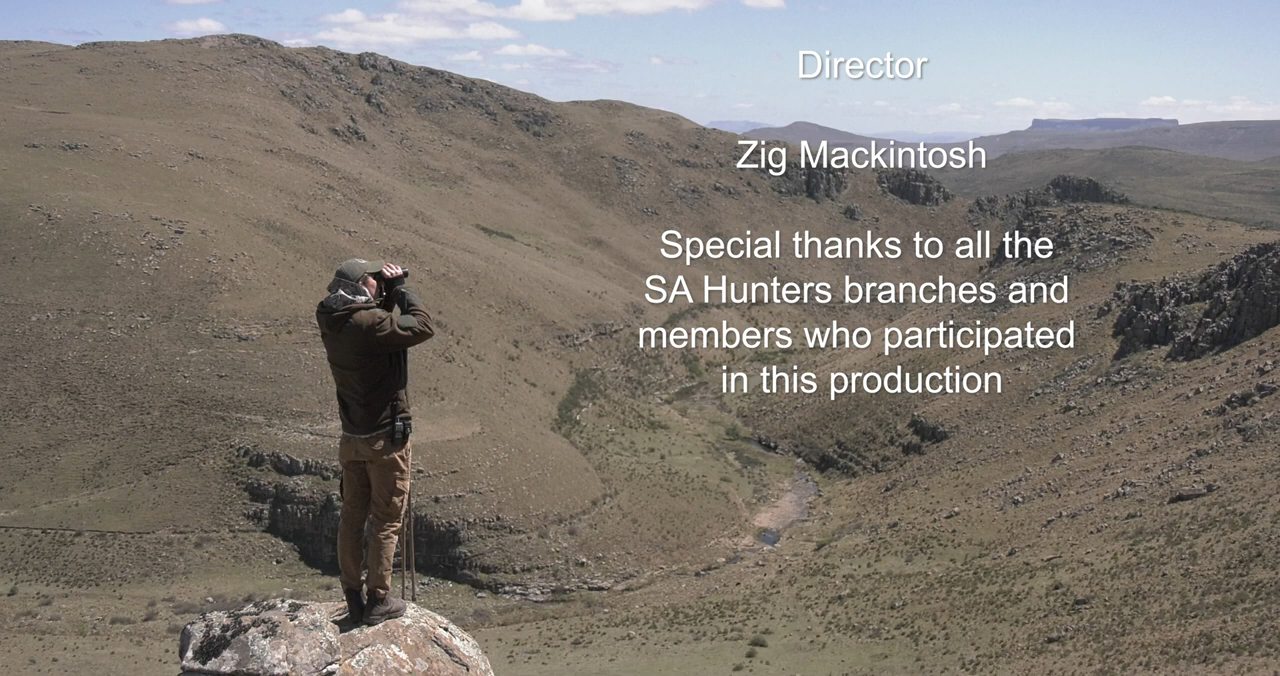 Director
Zig Mackintosh
Special thanks to all the
SA Hunters branches and
members who participated
in this production